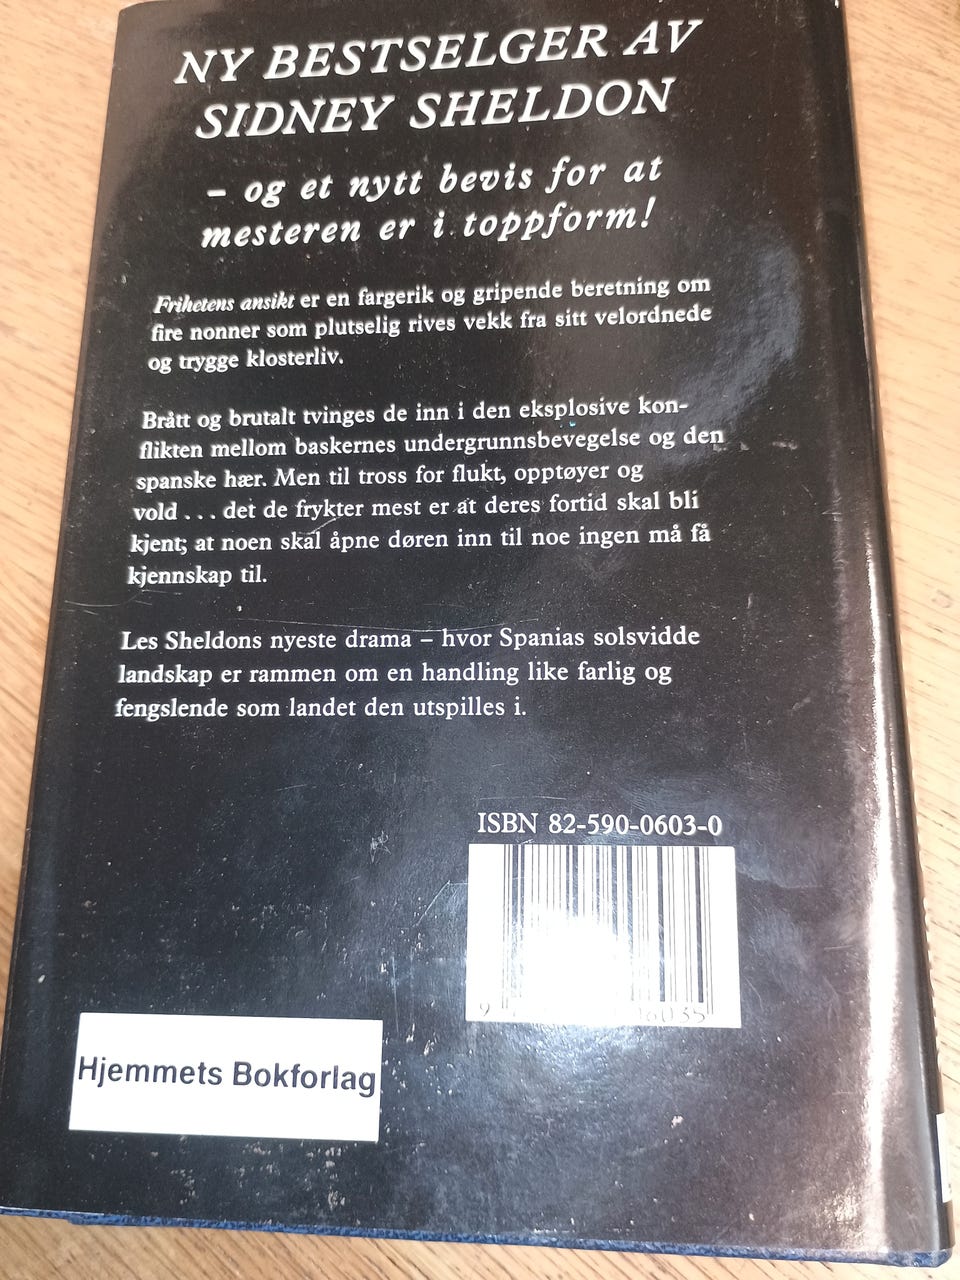 NY BESTSELGER AV
SIDNEY SHELDON
– og et nytt bevis for at
mesteren er i toppform!
Frihetens ansikt er en fargerik og gripende beretning om
fire nonner som plutselig rives vekk fra sitt velordnede
og trygge klosterliv.
Brått og brutalt tvinges de inn i den eksplosive kon-
flikten mellom baskernes undergrunnsbevegelse og den
spanske hær. Men til tross for flukt, opptøyer og
vold . . . det de frykter mest er at deres fortid skal bli
kjent; at noen skal åpne døren inn til noe ingen må få
kjennskap til.
Les Sheldons nyeste drama – hvor Spanias solsvidde
landskap er rammen om en handling like farlig og
fengslende som landet den utspilles i.
ISBN 82-590-0603-0
9 06035
Hjemmets Bokforlag